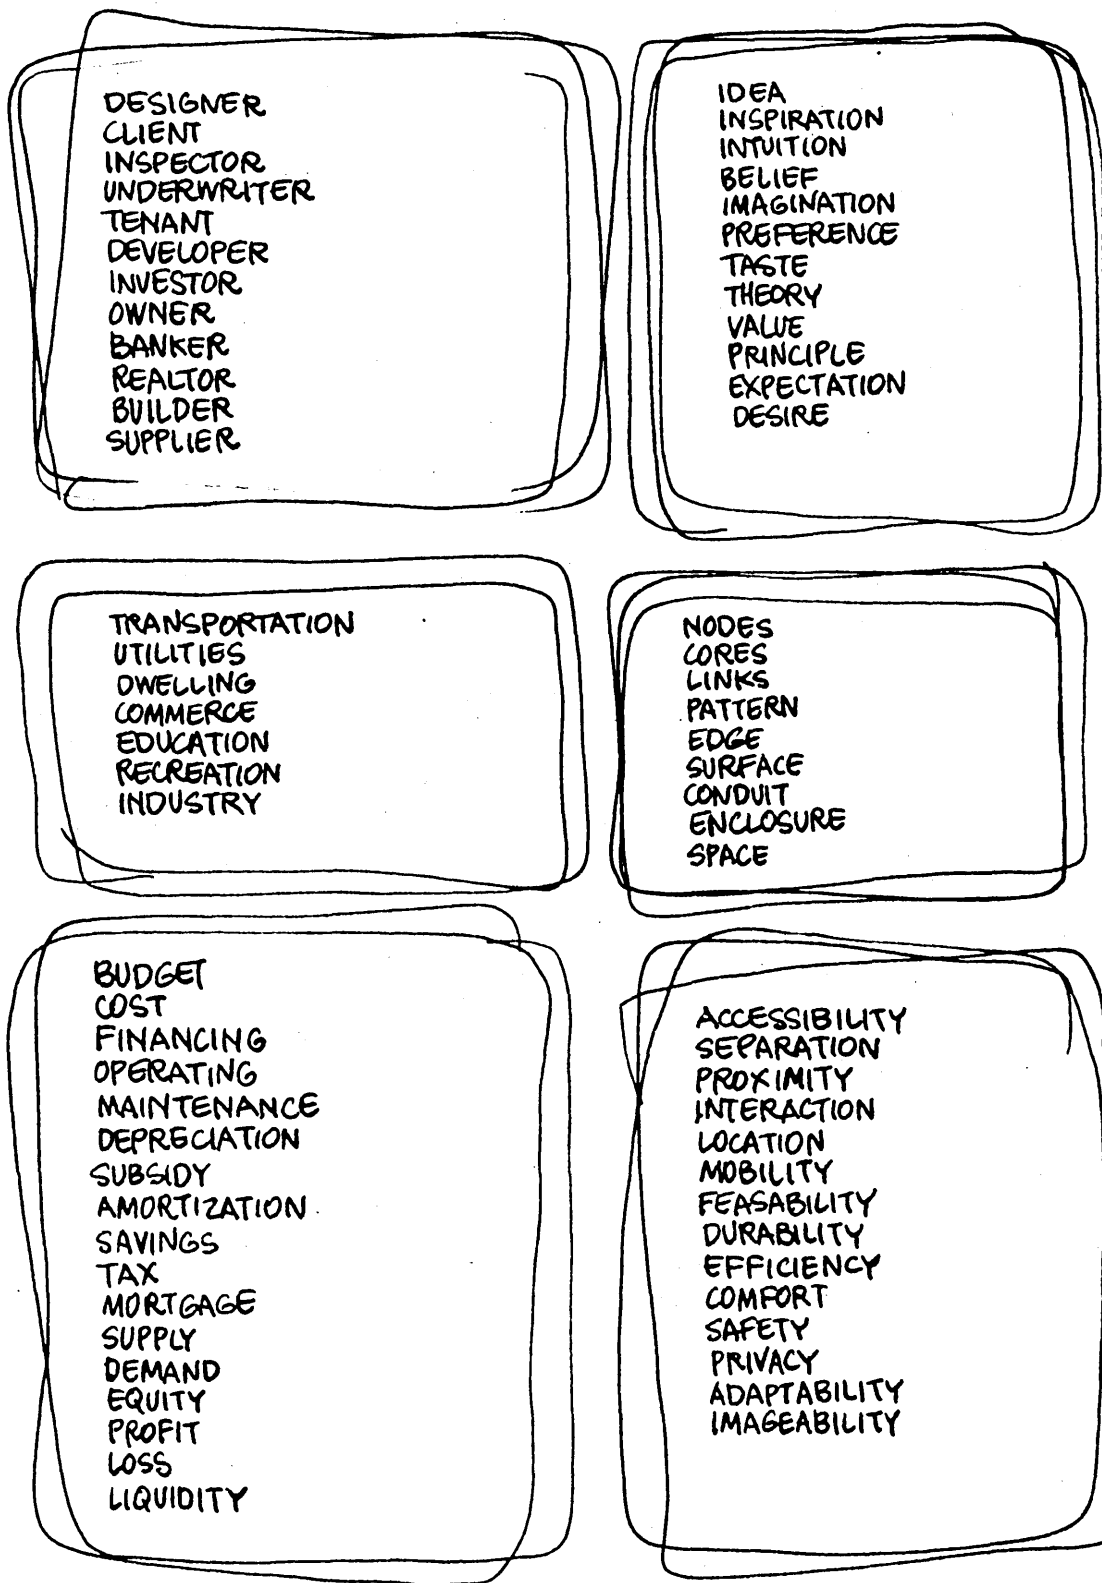 DESIGNER
CLIENT
INSPECTOR
UNDERWRITER
TENANT
DEVELOPER
INVESTOR
OWNER
BANKER
REALTOR
BUILDER
SUPPLIER
IDEA
INSPIRATION
INTUITION
BELIEF
IMAGINATION
PREFERENCE
TASTE
THEORY
VALUE
PRINCIPLE
EXPECTATION
DESIRE
TRANSPORTATION
UTILITIES
DWELLING
COMMERCE
EDUCATION
RECREATION
INDUSTRY
NODES
CORES
LINKS
PATTERN
EDGE
SURFACE
CONDUIT
ENCLOSURE
SPACE
BUDGET
COST
FINANCING
OPERATING
MAINTENANCE
DEPRECIATION
SUBSIDY
AMORTIZATION
SAVINGS
TAX
MORTGAGE
SUPPLY
DEMAND
EQUITY
PROFIT
LOSS
LIQUIDITY
ACCESSIBILITY
SEPARATION
PROXIMITY
INTERACTION
LOCATION
MOBILITY
FEASABILITY
DURABILITY
EFFICIENCY
COMFORT
SAFETY
PRIVACY
ADAPTABILITY
IMAGEABILITY